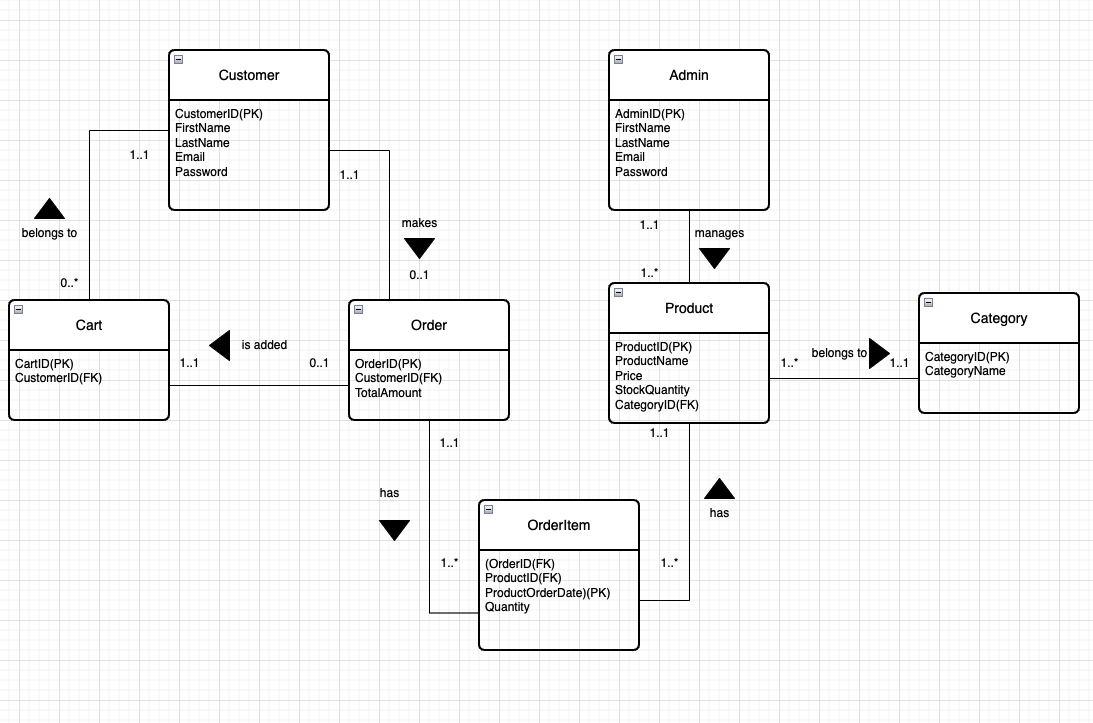 Customer
CustomerID(PK)
FirstName
LastName
Email
Password
Admin
AdminID(PK)
FirstName
LastName
Email
Password
1..1
1..1
belongs to
0..*
makes
0..1
1..1
manages
1..*
Cart
CartID(PK)
CustomerID(FK)
1..1
is added
0..1
Order
OrderID(PK)
CustomerID(FK)
TotalAmount
Product
ProductID(PK)
ProductName
Price
StockQuantity
CategoryID(FK)
1..*
belongs to
1..1
Category
CategoryID(PK)
CategoryName
1..1
has
1..*
1..1
has
1..*
OrderItem
(OrderID(FK)
ProductID(FK)
ProductOrderDate)(PK)
Quantity